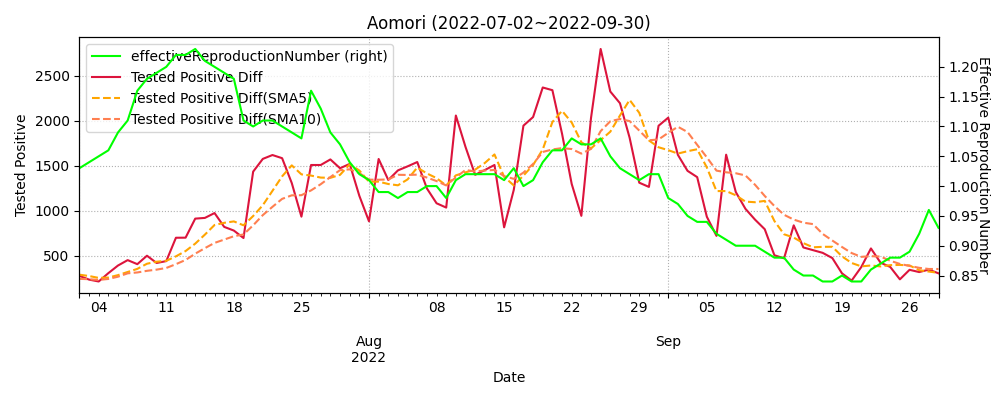 Aomori (2022-07-02~2022-09-30)
effectiveReproductionNumber (right)
Tested Positive Diff
Tested Positive Diff(SMA5)
Tested Positive Diff(SMA10)
Tested Positive
2500
2000
1500
1000
500
1.20
1.15
1.10
1.05
1.00
0.95
0.90
0.85
Effective Reproduction Number
04 11 18 25 08 15 22 29 05 12 19 26
Aug Sep
2022
Date